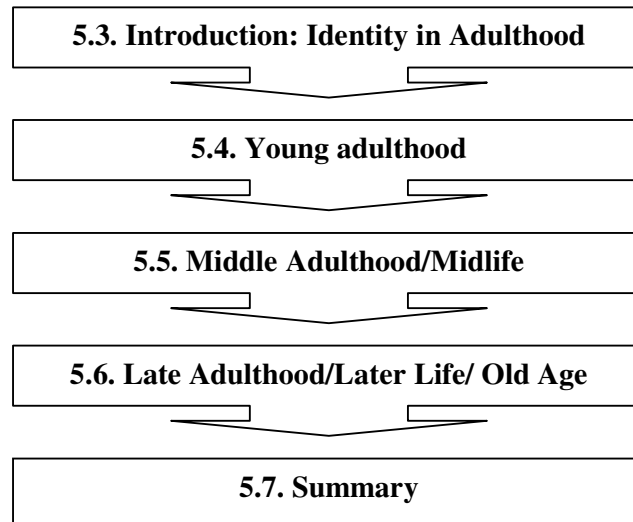 5.3. Introduction: Identity in Adulthood
5.4. Young adulthood
5.5. Middle Adulthood/Midlife
5.6. Late Adulthood/Later Life/ Old Age
5.7. Summary